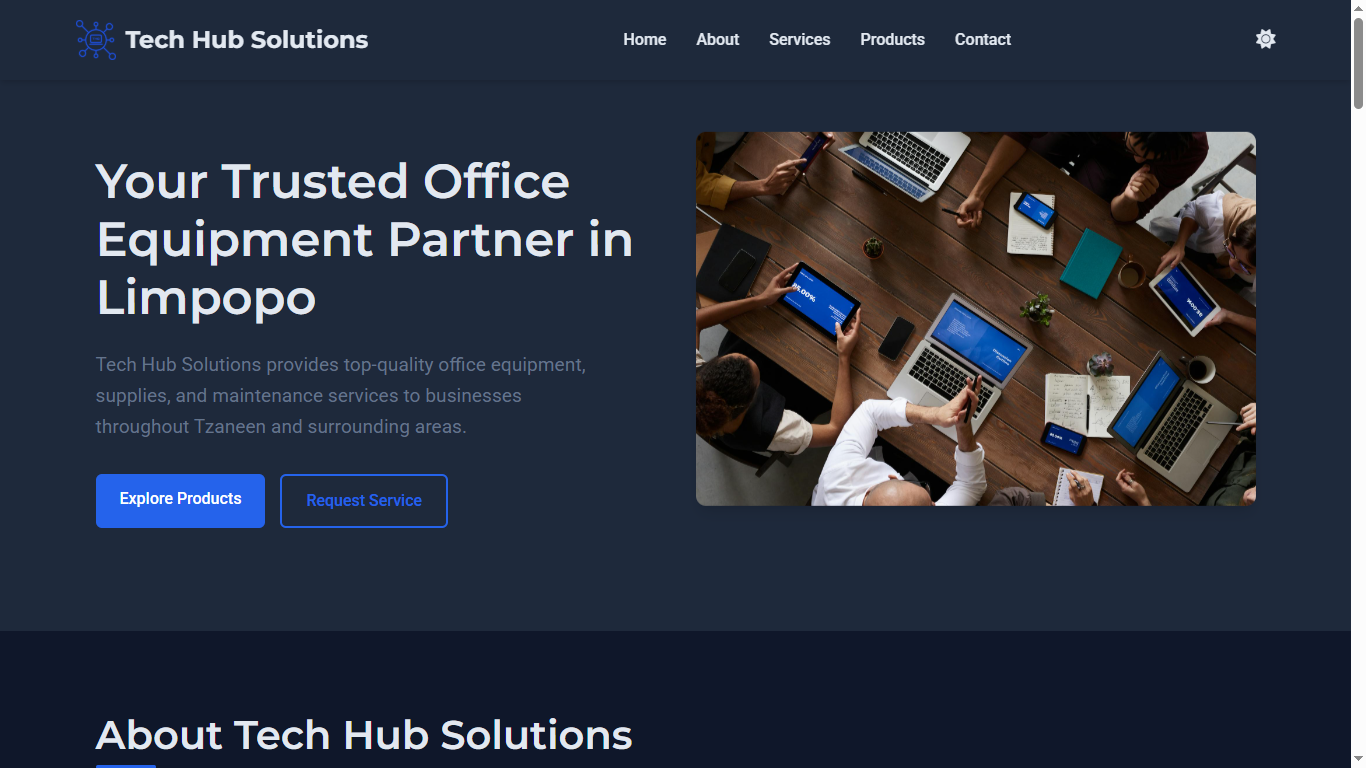 Tech Hub Solutions
Home
About
Services
Products
Contact
Your Trusted Office
Equipment Partner in
Limpopo
Tech Hub Solutions provides top-quality office equipment,
supplies, and maintenance services to businesses
throughout Tzaneen and surrounding areas.
Explore Products
Request Service
85.00%
About Tech Hub Solutions